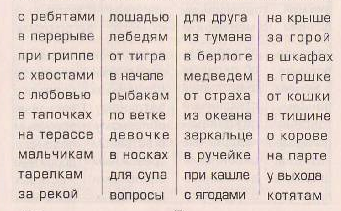 с ребятами лошадью для друга на крыше
в перерыве лебедям из тумана за горой
при гриппе от тигра в берлоге в шкафах
с хвостами в начале медведем в горшке
с любовью рыбакам от страха от кошки
в тапочках по ветке из океана в тишине
на терассе девочке зеркальце о корове
мальчикам в носках в ручейке на парте
тарелкам для супа при кашле у выхода
за рекой вопросы с ягодами котятам